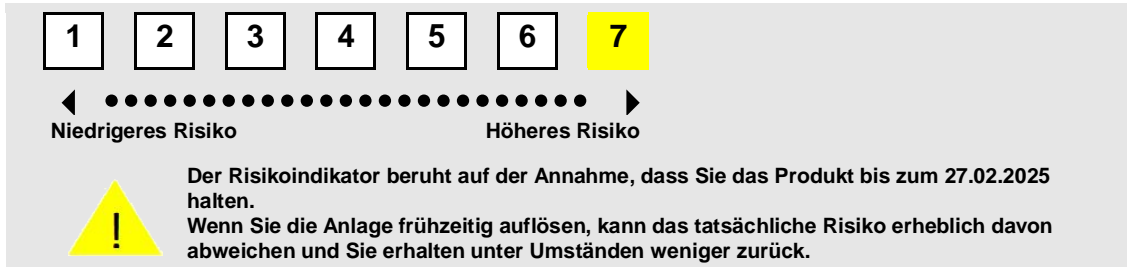 1 2 3 4 5 6 7
Niedrigeres Risiko Höheres Risiko
Der Risikoindikator beruht auf der Annahme, dass Sie das Produkt bis zum 27.02.2025
halten.
Wenn Sie die Anlage frühzeitig auflösen, kann das tatsächliche Risiko erheblich davon
abweichen und Sie erhalten unter Umständen weniger zurück.
!